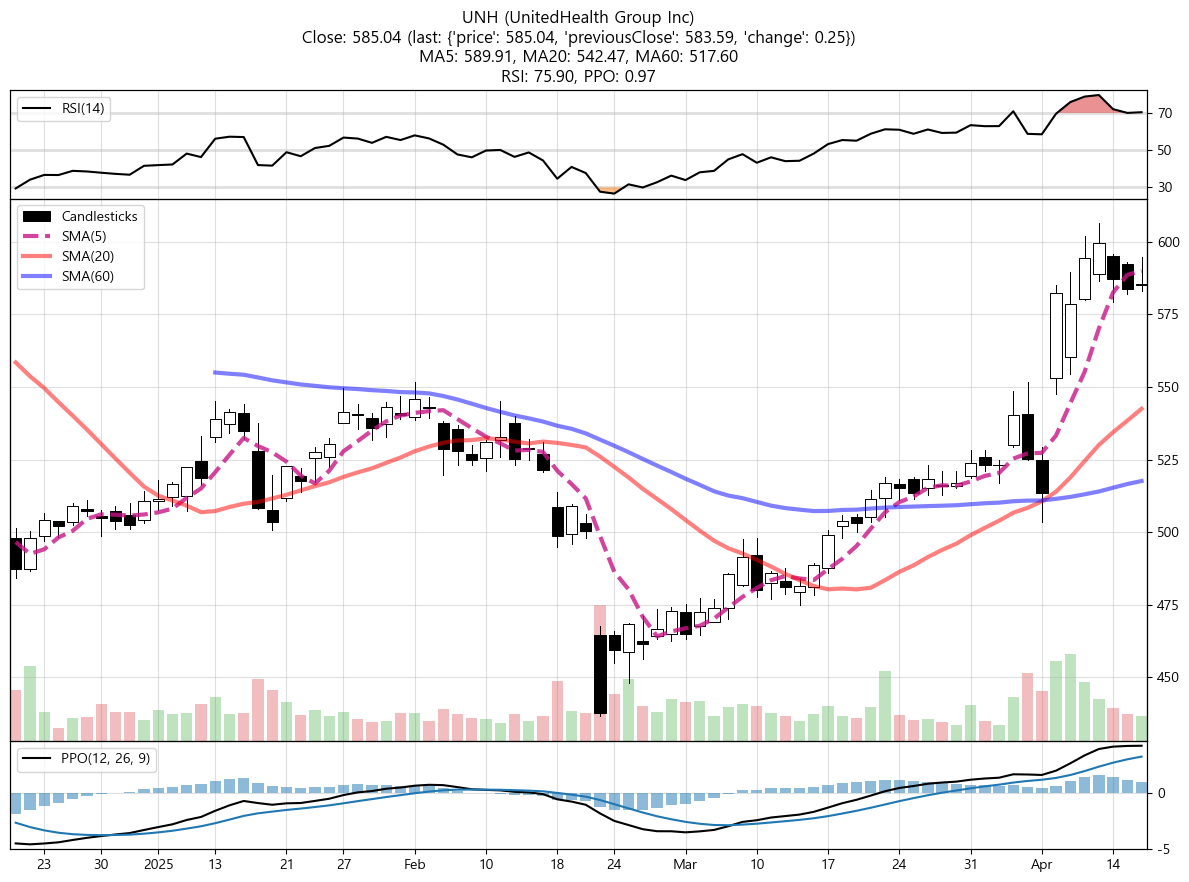 UNH (UnitedHealth Group Inc)
Close: 585.04 (last: {'price': 585.04, 'previousClose': 583.59, 'change': 0.25})
MA5: 589.91, MA20: 542.47, MA60: 517.60
RSI: 75.90, PPO: 0.97
RSI(14)
70
50
30
Candlesticks
SMA(5)
SMA(20)
SMA(60)
600
575
550
525
500
475
450
PPO(12, 26, 9)
0
-5
23 30 2025 13 21 27 Feb 10 18 24 Mar 10 17 24 31 Apr 14